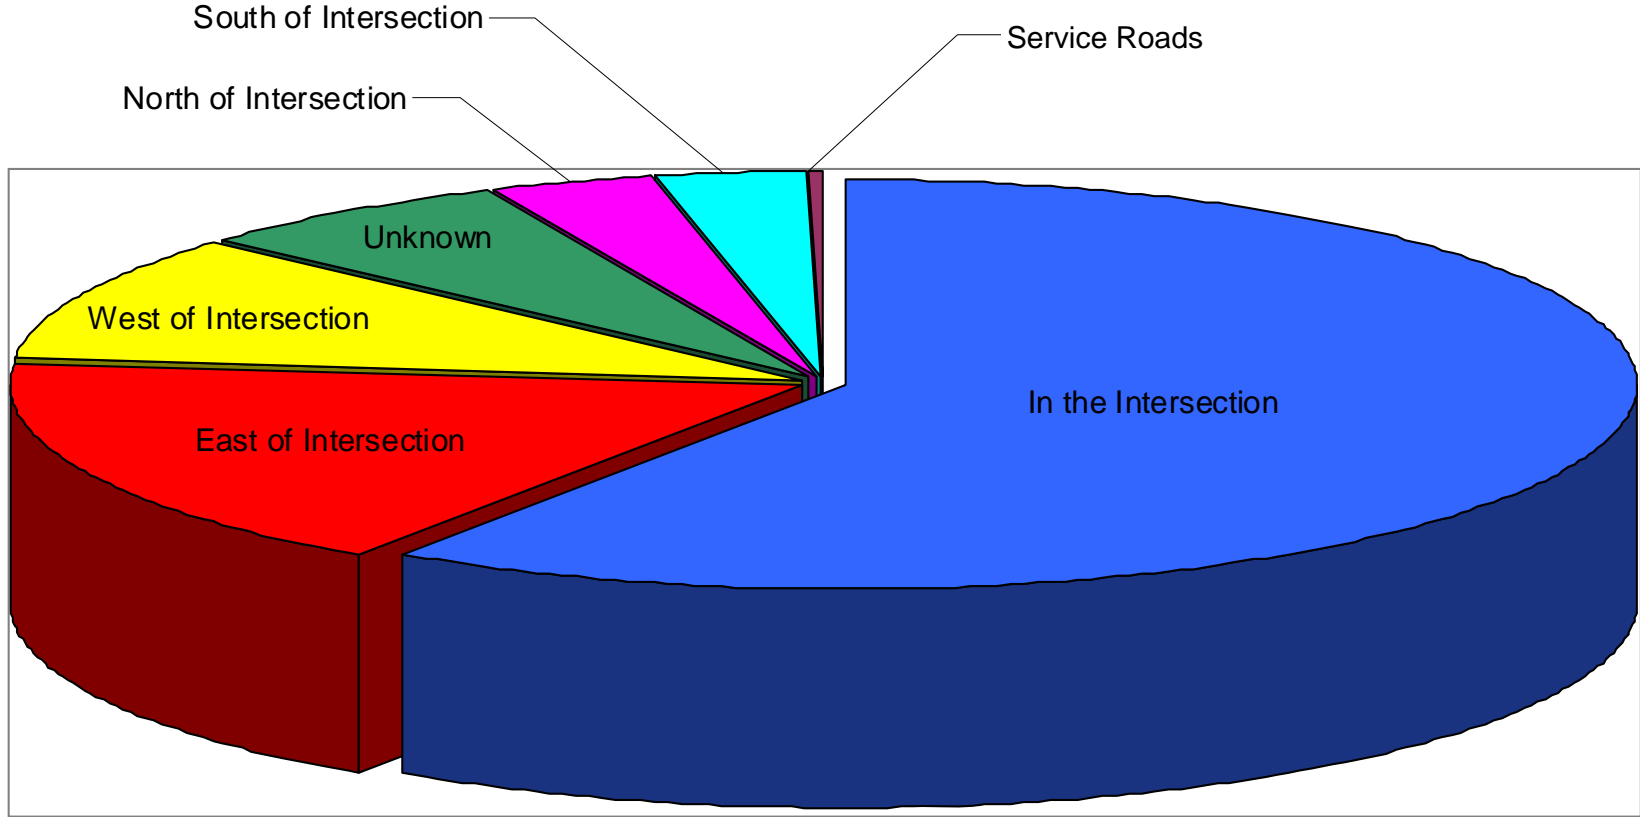 South of Intersection
Service Roads
North of Intersection
Unknown
West of Intersection
In the Intersection
East of Intersection